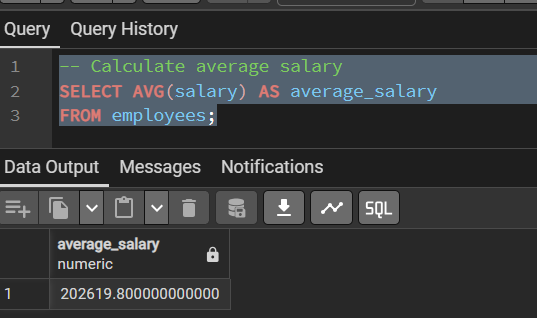 Query Query History
1 -- Calculate average salary
2 SELECT AVG(salary) AS average_salary
3 FROM employees;
Data Output Messages Notifications
SQL
average_salary
numeric
1 202619.800000000000